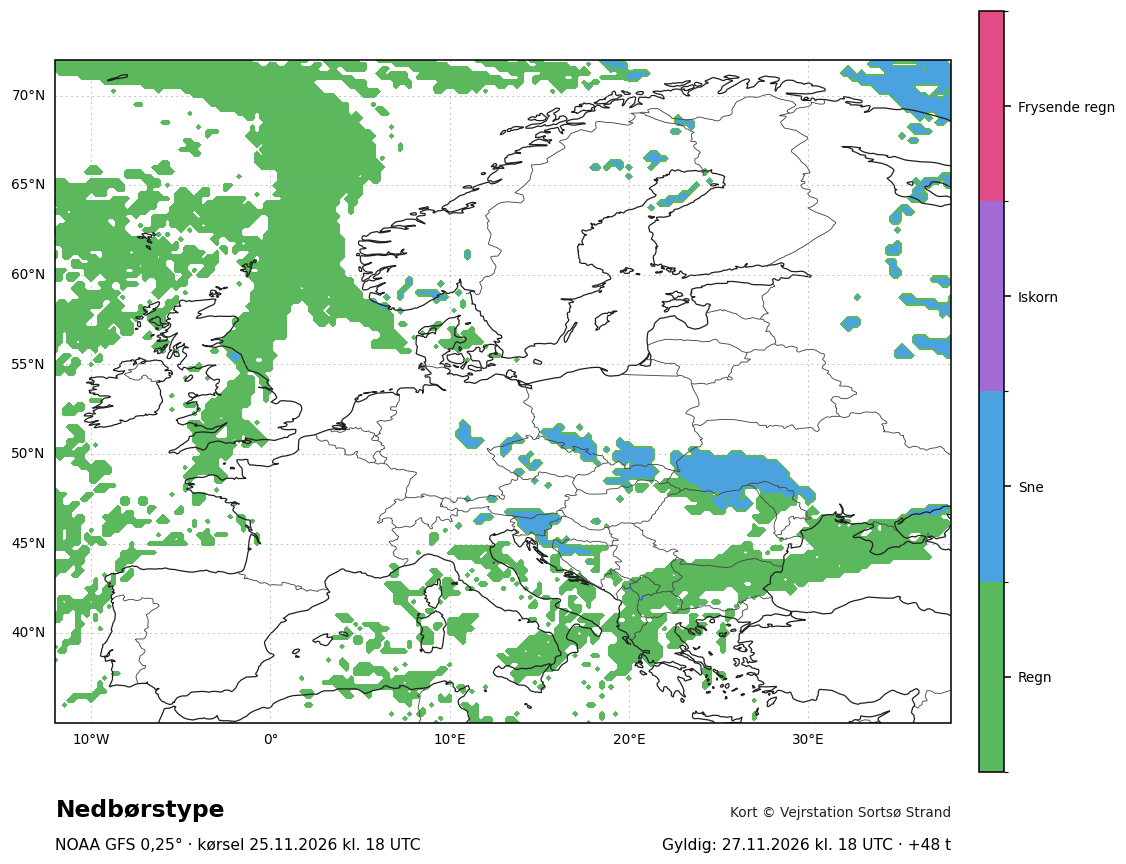 70°N
65°N
60°N
55°N
50°N
45°N
40°N
10°W
0°
10°E
20°E
30°E
Frysende regn
Iskorn
Sne
Regn
Nedbørstype
Kort © Vejrstation Sortsø Strand
NOAA GFS 0,25° · kørsel 25.11.2026 kl. 18 UTC
Gyldig: 27.11.2026 kl. 18 UTC · +48 t